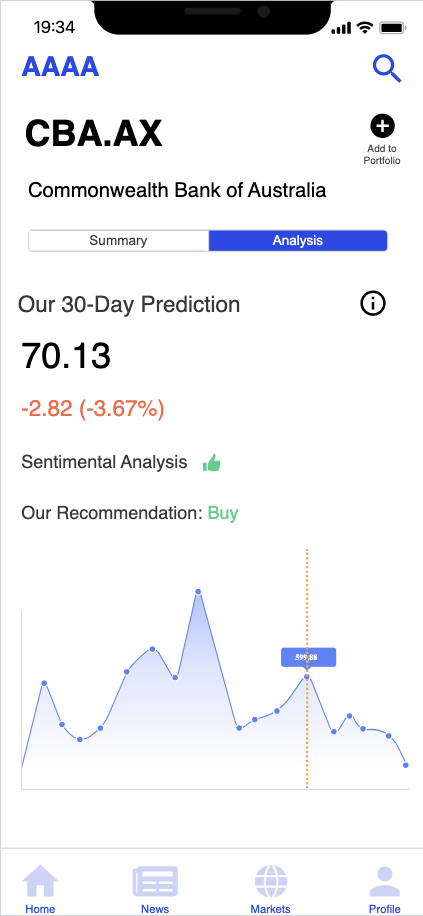 19:34
AAAA
CBA.AX
Add to
Portfolio
Commonwealth Bank of Australia
Summary
Analysis
Our 30-Day Prediction
70.13
-2.82 (-3.67%)
Sentimental Analysis
Our Recommendation: Buy
599,88
Home
News
Markets
Profile